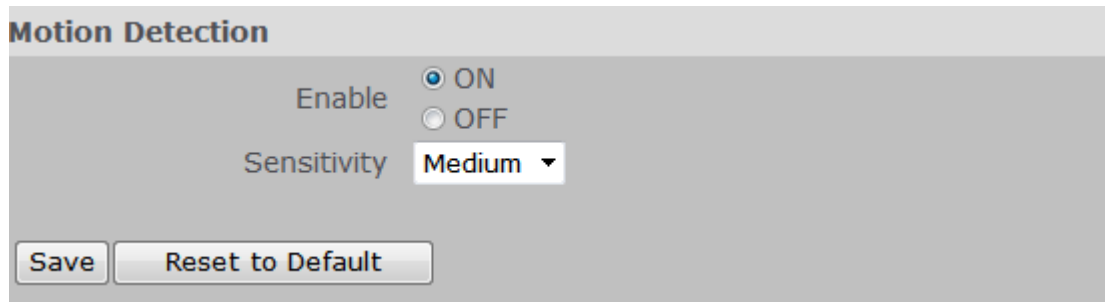 Motion Detection
Enable
ON
OFF
Sensitivity Medium
Save Reset to Default